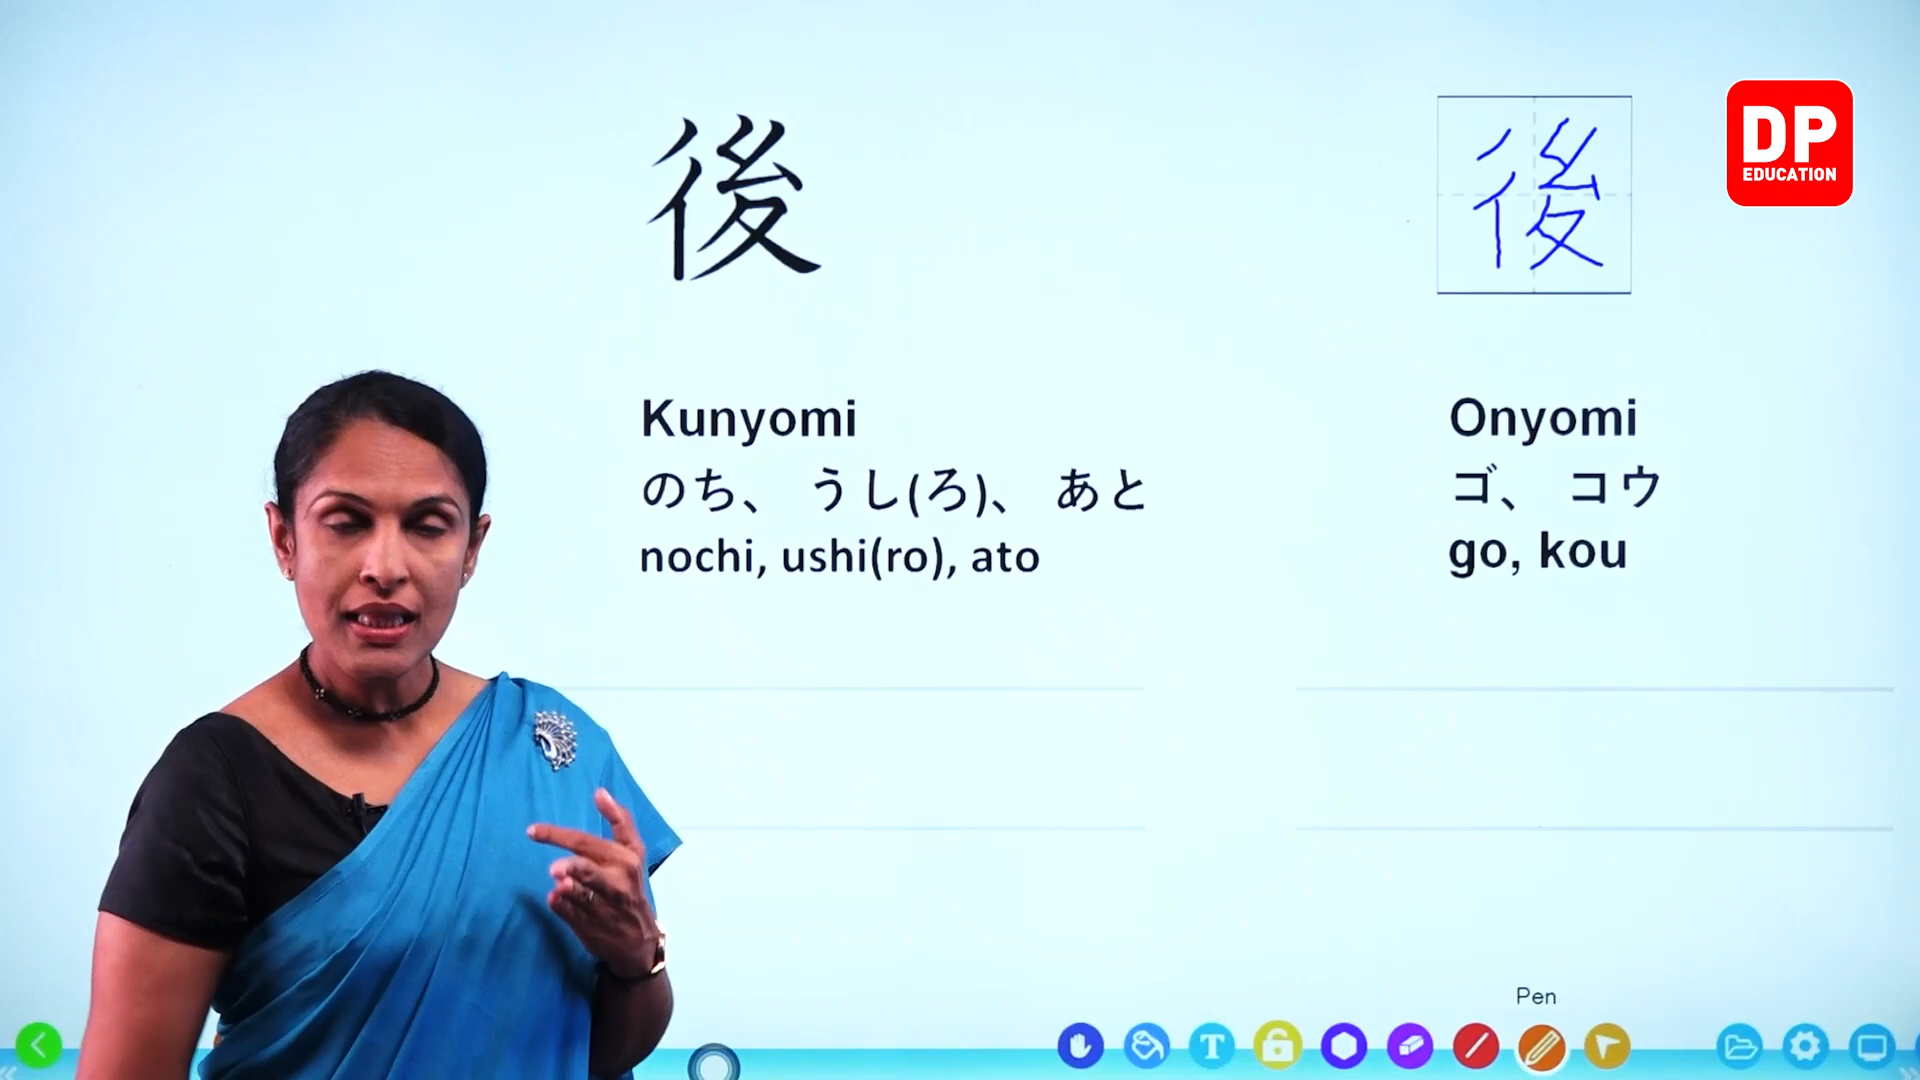 後
後
DP
EDUCATION
Kunyomi
のち、 うし(ろ)、 あと
nochi, ushi(ro), ato
Onyomi
ゴ、 コウ
go, kou
Pen
T